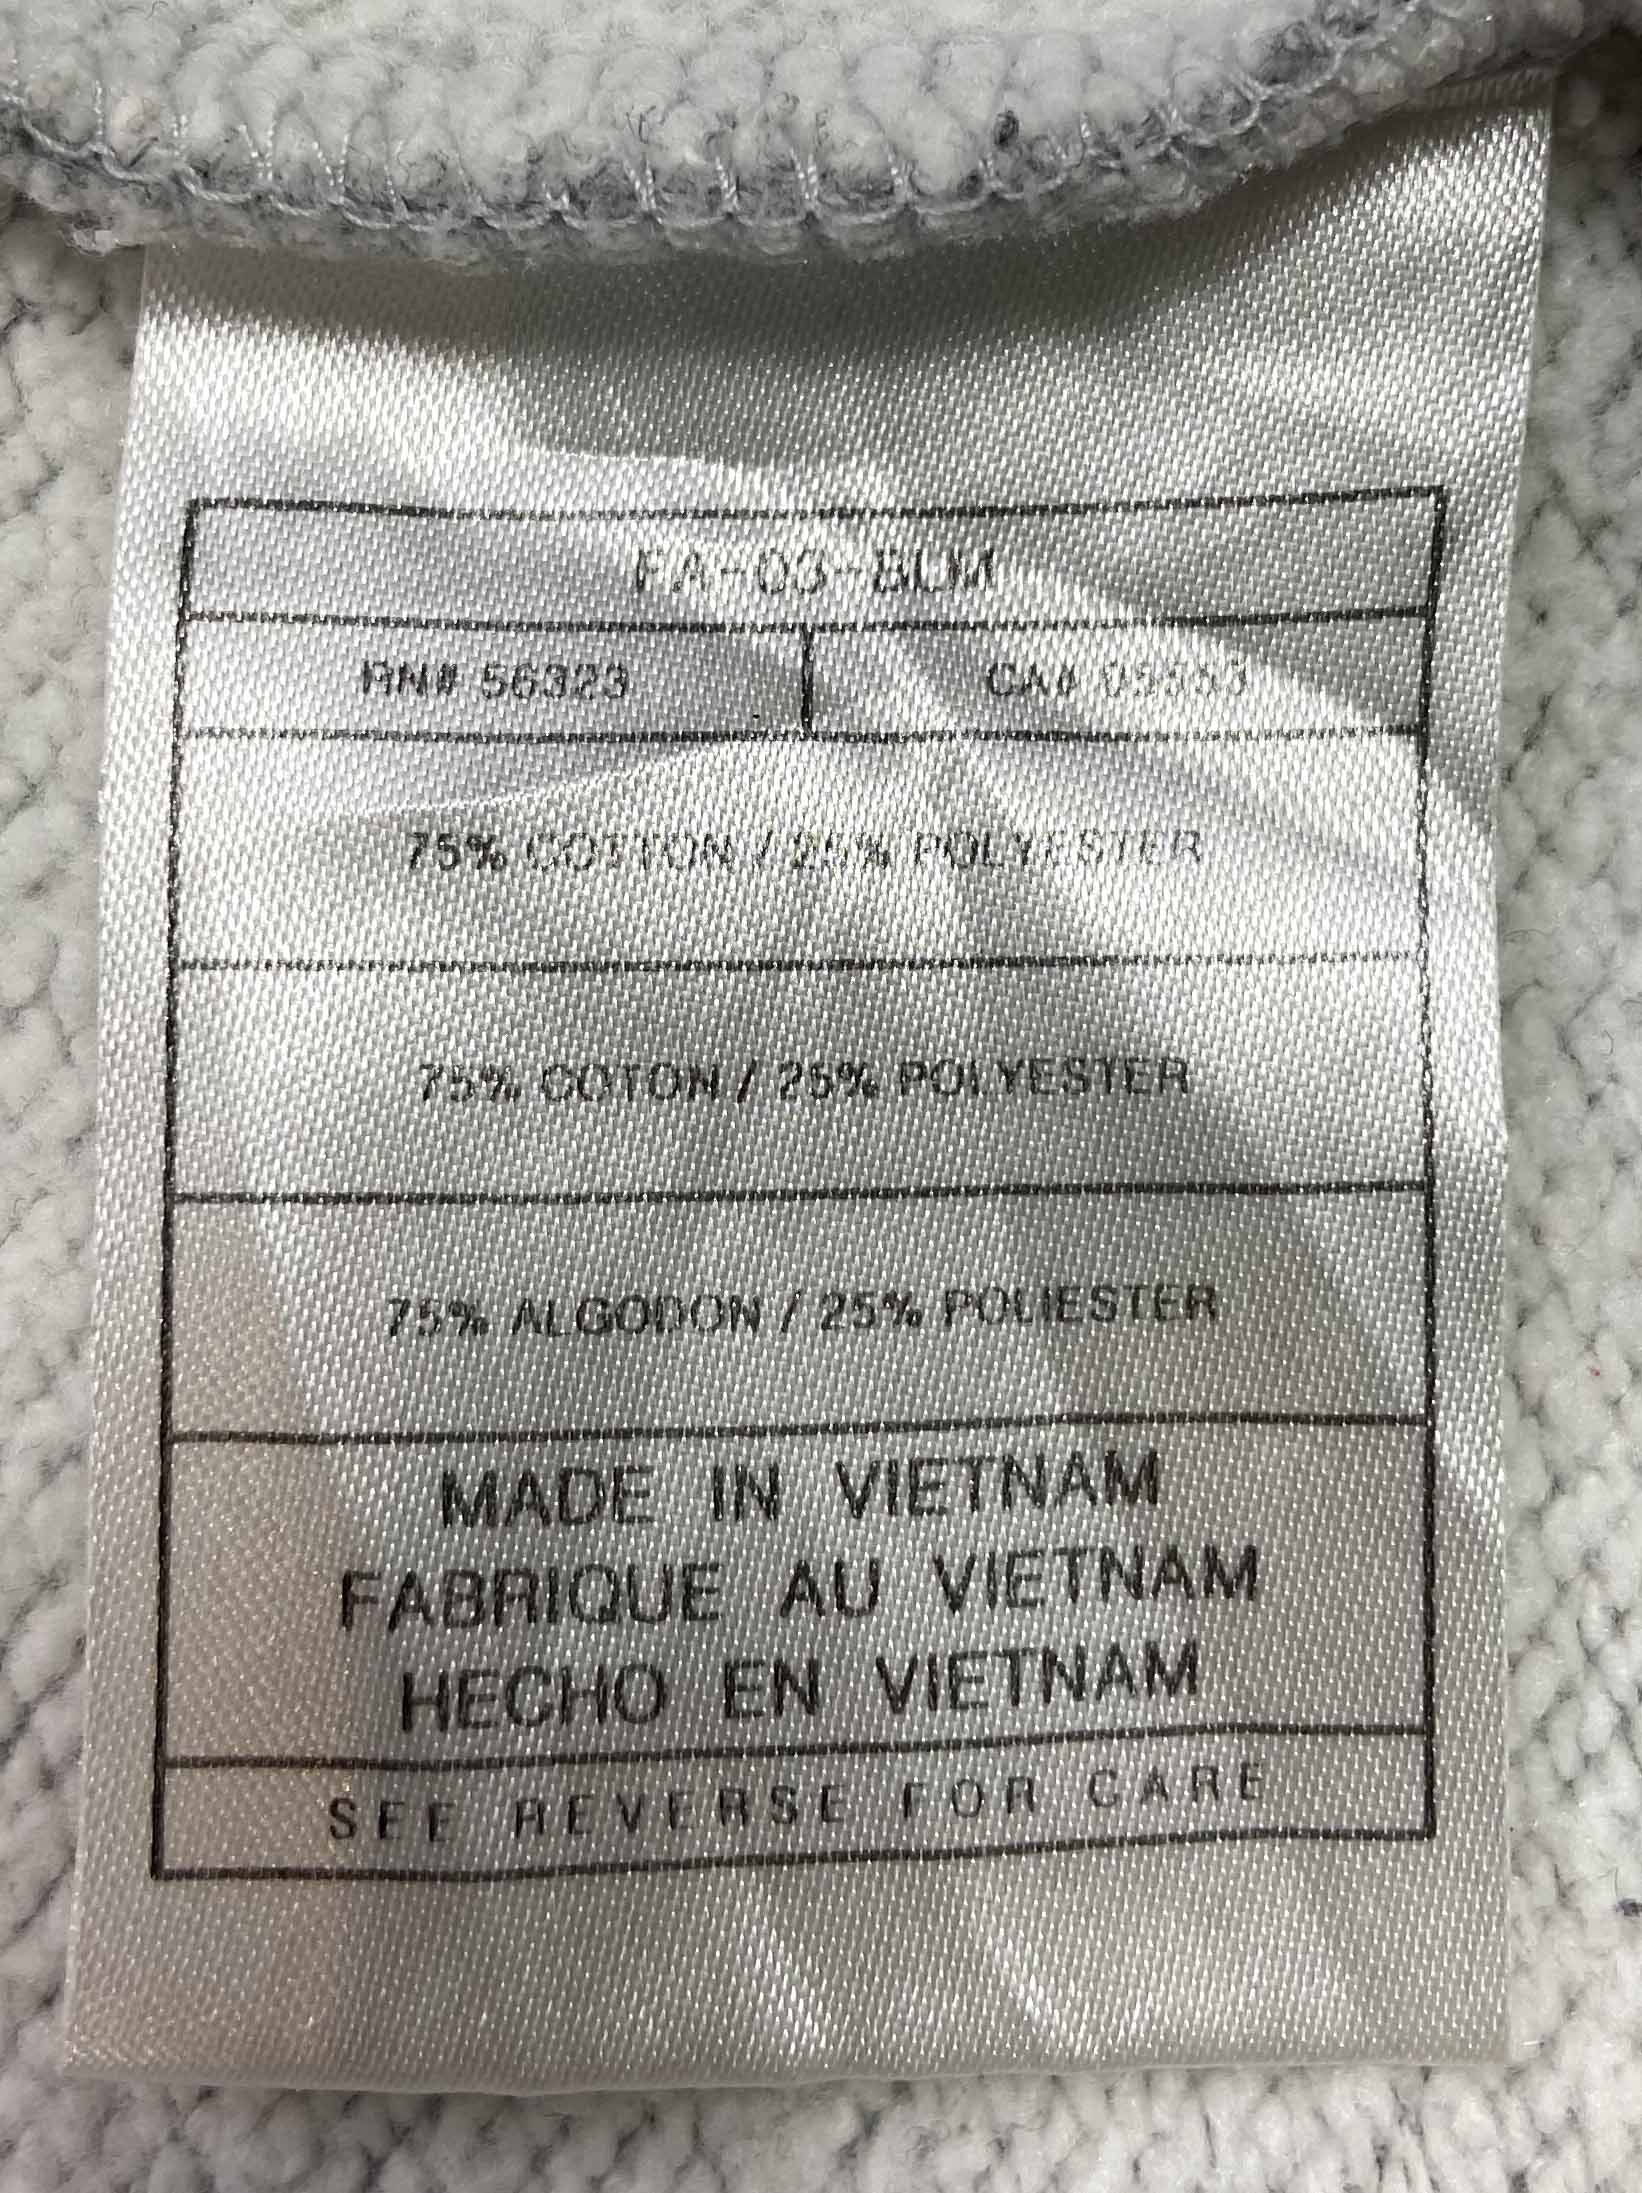 FA-03-BLM
RN# 56323
CA# 05553
75% COTTON / 25% POLYESTER
75% COTON / 25% POLYESTER
75% ALGODON / 25% POLIESTER
MADE IN VIETNAM
FABRIQUE AU VIETNAM
HECHO EN VIETNAM
SEE REVERSE FOR CARE